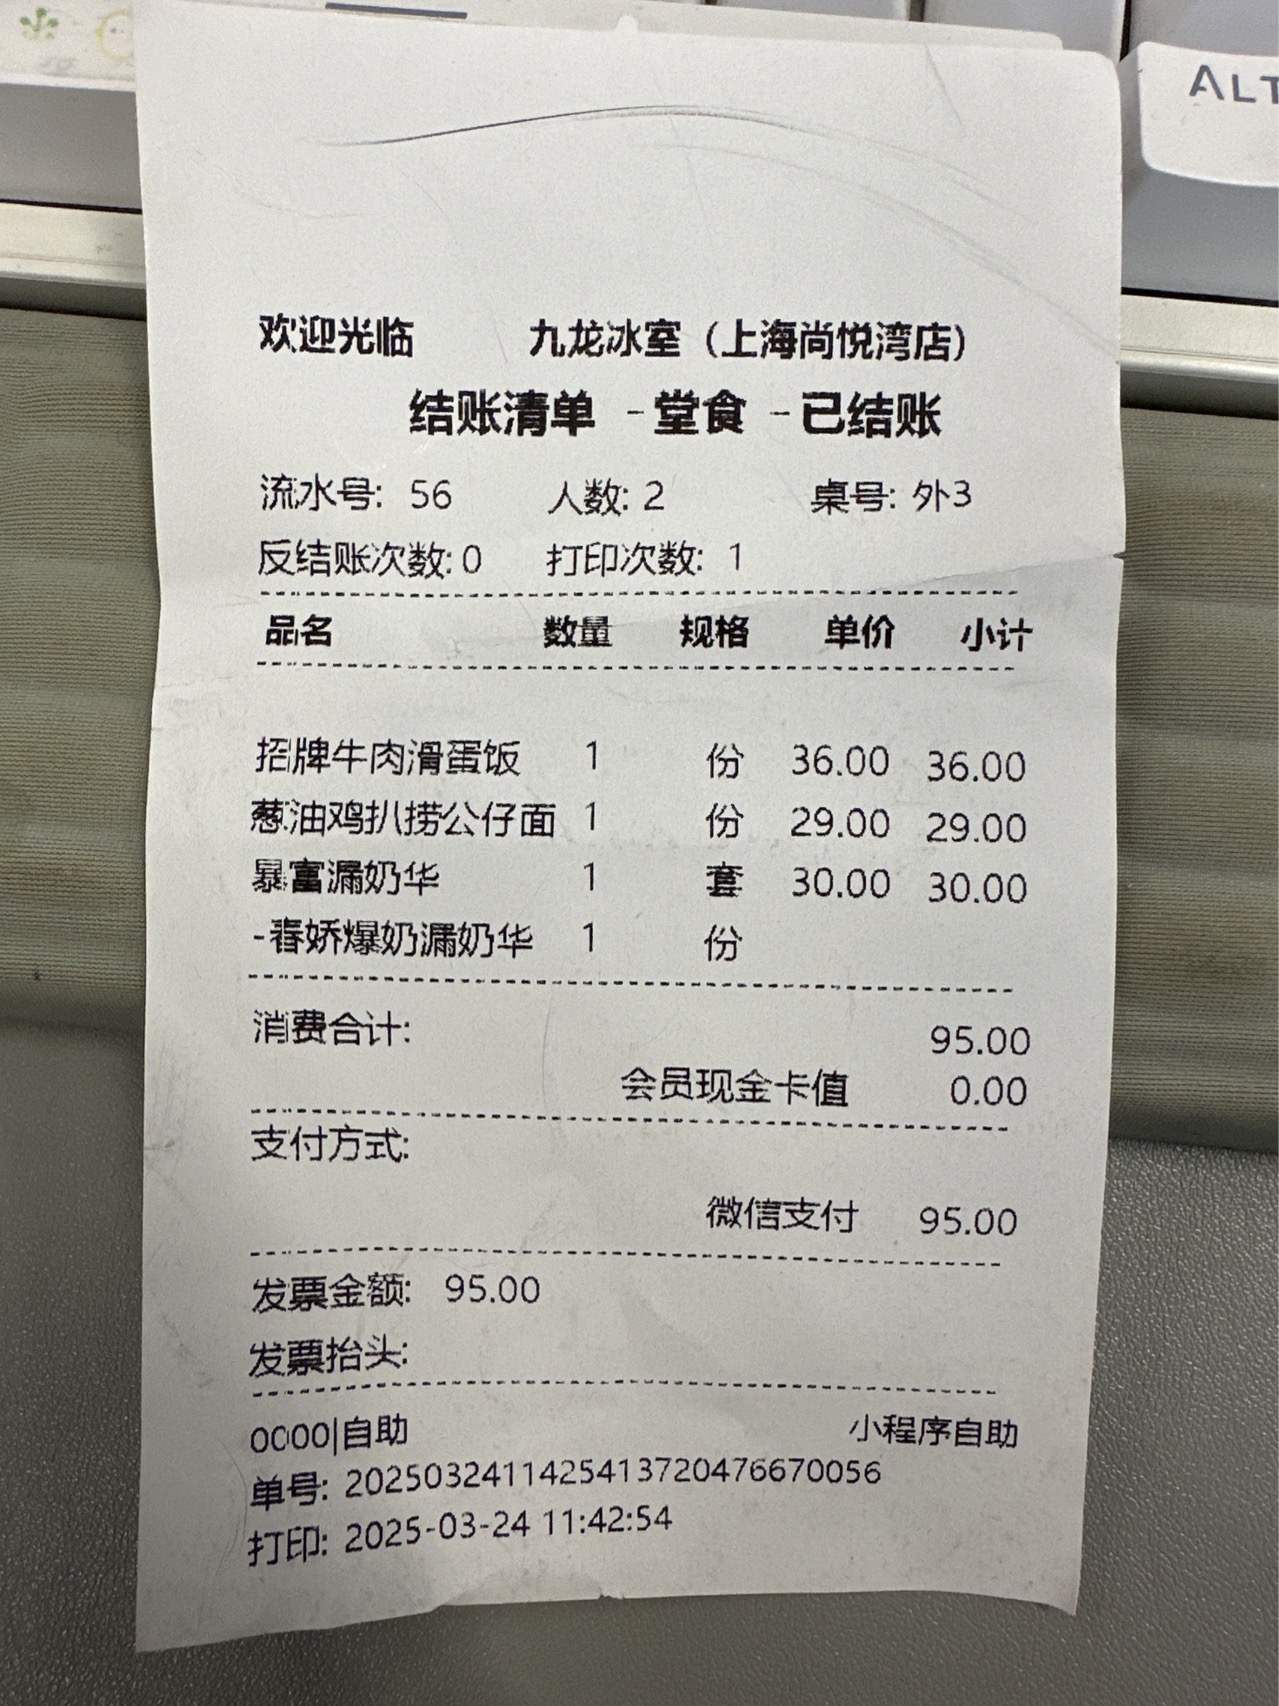 ALT
欢迎光临 九龙冰室（上海尚悦湾店）
结账清单 - 堂食 - 已结账
流水号: 56 人数: 2 桌号: 外3
反结账次数: 0 打印次数: 1
品名 数量 规格 单价 小计
招牌牛肉滑蛋饭 1 份 36.00 36.00
葱油鸡扒捞公仔面 1 份 29.00 29.00
暴富漏奶华 1 套 30.00 30.00
-春娇爆奶漏奶华 1 份
消费合计: 95.00
会员现金卡值 0.00
支付方式:
微信支付 95.00
发票金额: 95.00
发票抬头:
0000|自助 小程序自助
单号: 2025032411425413720476670056
打印: 2025-03-24 11:42:54